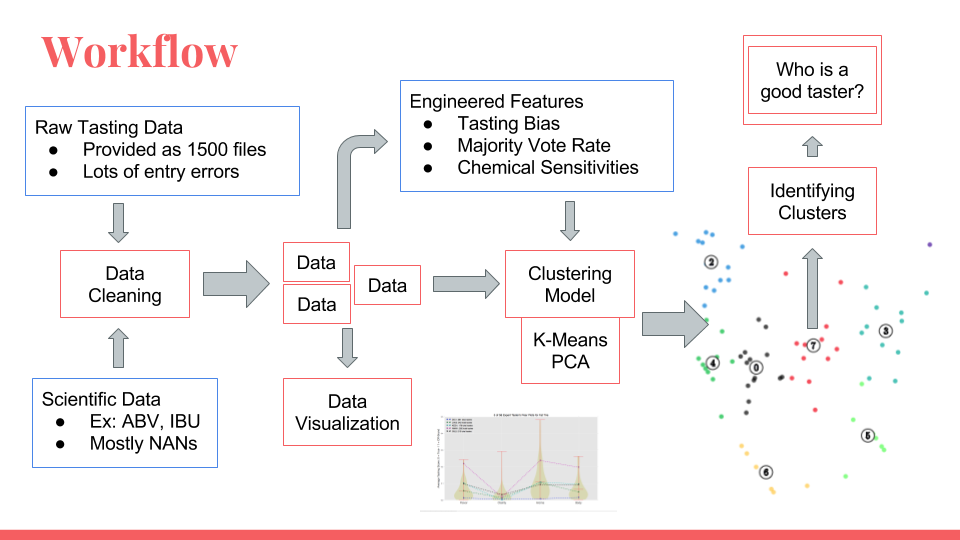 Workflow
Raw Tasting Data
● Provided as 1500 files
● Lots of entry errors
Data
Cleaning
Scientific Data
● Ex: ABV, IBU
● Mostly NANs
Data
Data
Data
Data
Visualization
Engineered Features
● Tasting Bias
● Majority Vote Rate
● Chemical Sensitivities
Clustering
Model
K-Means
PCA
Who is a
good taster?
Identifying
Clusters
2
3
7
4
0
5
6